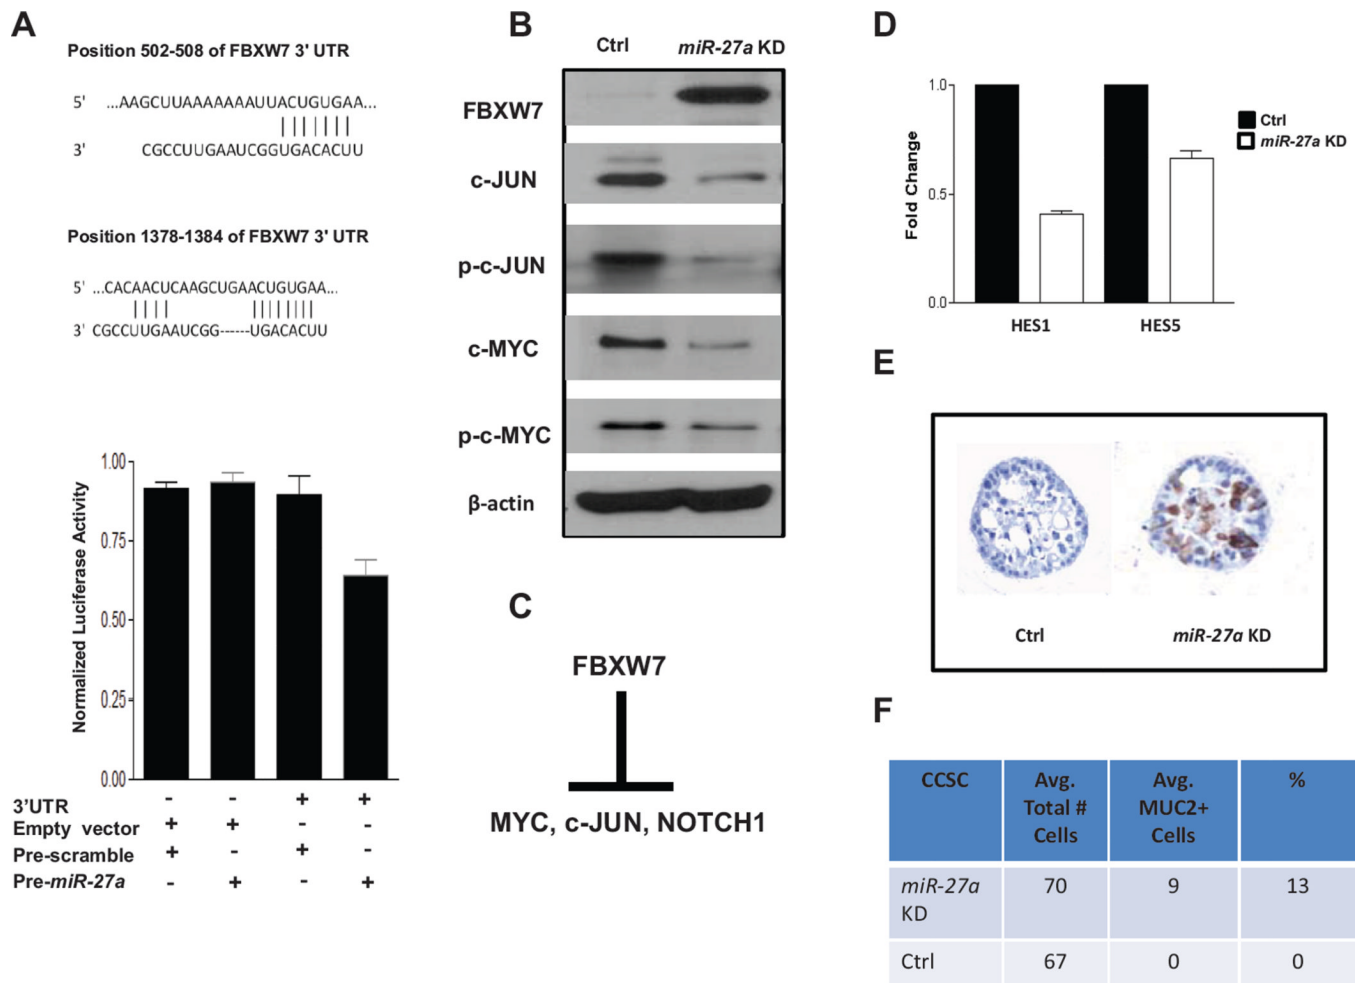 A
Position 502-508 of FBXW7 3' UTR
5' ...AAGCUUAAAAAAAUUACUGUGAA...
3' CGCCUUGAAUCGGUGACACUU
Position 1378-1384 of FBXW7 3' UTR
5' ...CACAACUCAAGCUGAACUGUGAA...
3' CGCCUUGAAUCGG------UGACACUU
Normalized Luciferase Activity
1.00
0.75
0.50
0.25
0.00
3'UTR - - + +
Empty vector + + - -
Pre-scramble + - + -
Pre-miR-27a - + - +
B
Ctrl miR-27a KD
FBXW7
c-JUN
p-c-JUN
c-MYC
p-c-MYC
β-actin
C
FBXW7
MYC, c-JUN, NOTCH1
D
Fold Change
1.0
0.5
0.0
HES1 HES5
Ctrl
miR-27a KD
E
Ctrl miR-27a KD
F
CCSC Avg. Total # Cells Avg. MUC2+ Cells %
miR-27a KD 70 9 13
Ctrl 67 0 0